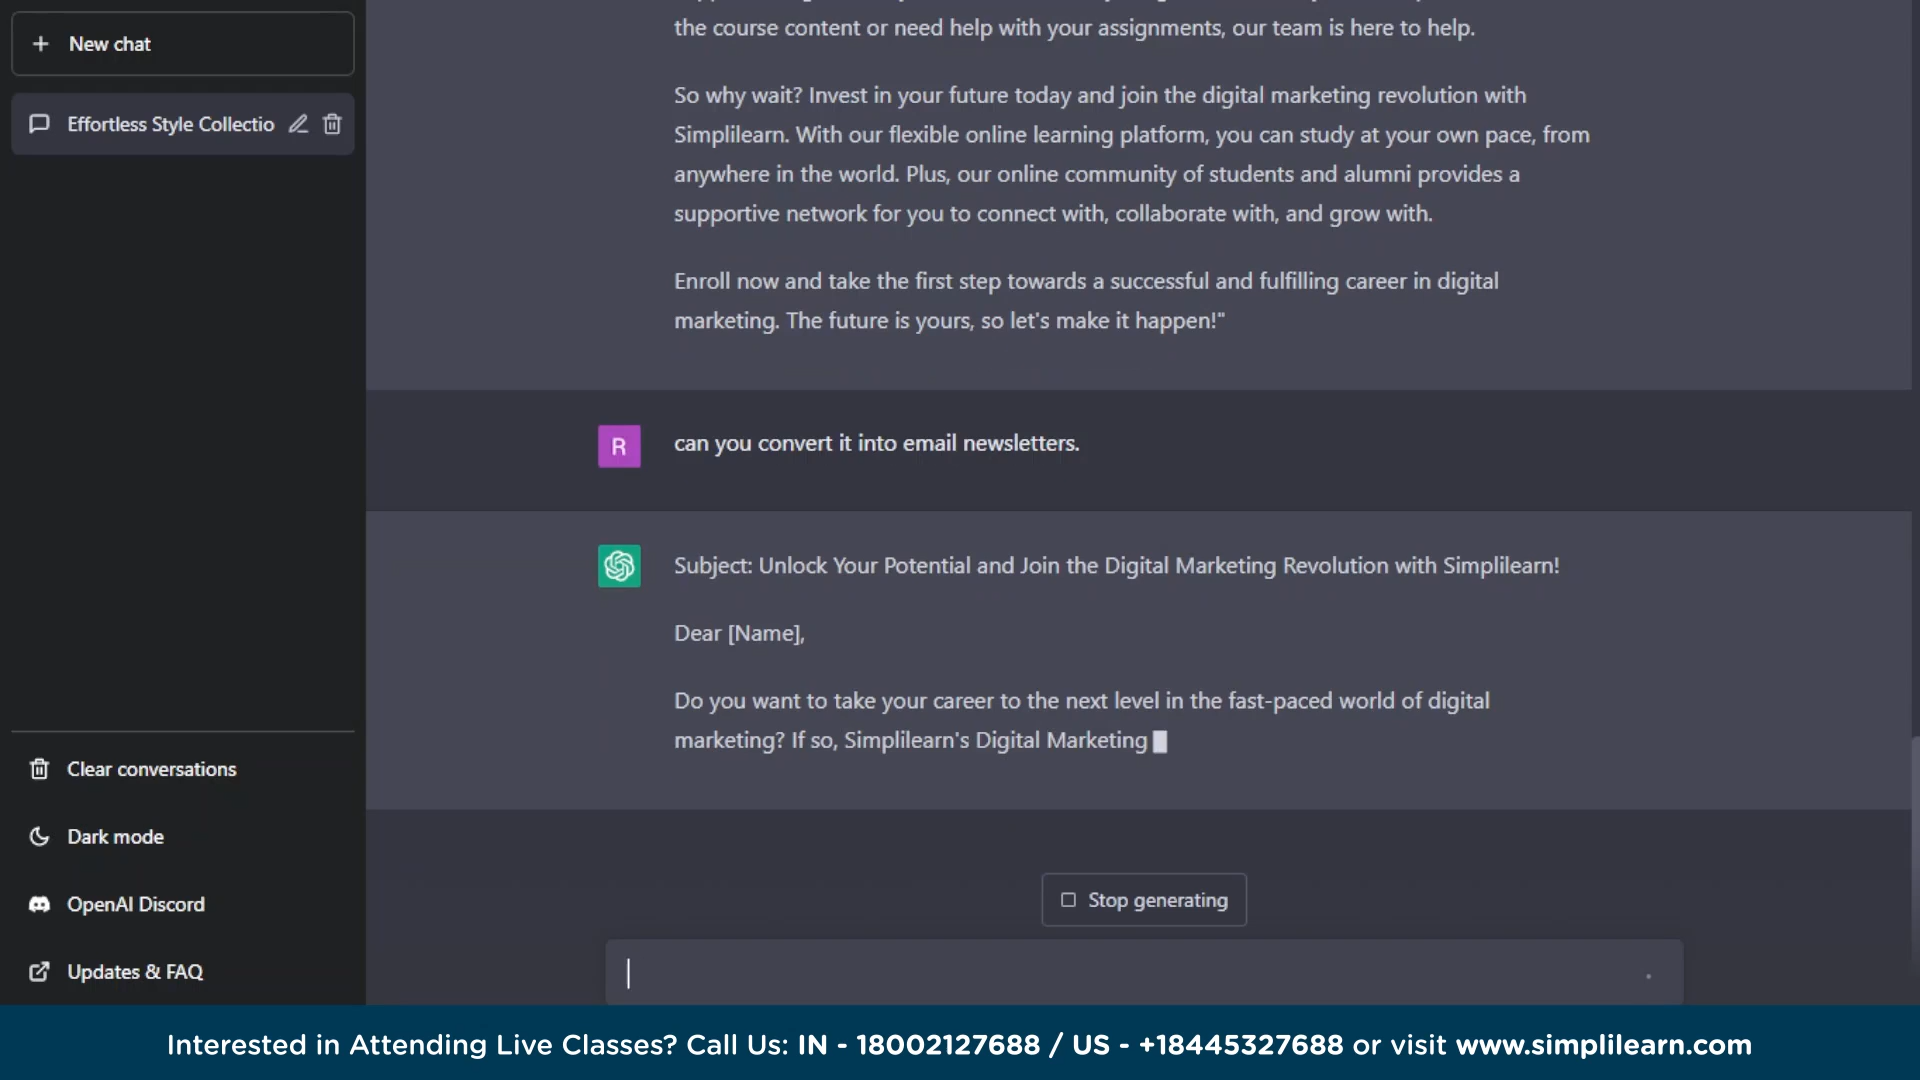 New chat
Effortless Style Collectio
Clear conversations
Dark mode
OpenAI Discord
Updates & FAQ
the course content or need help with your assignments, our team is here to help.
So why wait? Invest in your future today and join the digital marketing revolution with
Simplilearn. With our flexible online learning platform, you can study at your own pace, from
anywhere in the world. Plus, our online community of students and alumni provides a
supportive network for you to connect with, collaborate with, and grow with.
Enroll now and take the first step towards a successful and fulfilling career in digital
marketing. The future is yours, so let's make it happen!"
R
can you convert it into email newsletters.
Subject: Unlock Your Potential and Join the Digital Marketing Revolution with Simplilearn!
Dear [Name],
Do you want to take your career to the next level in the fast-paced world of digital
marketing? If so, Simplilearn's Digital Marketing
Stop generating
Interested in Attending Live Classes? Call Us: IN - 18002127688 / US - +18445327688 or visit www.simplilearn.com